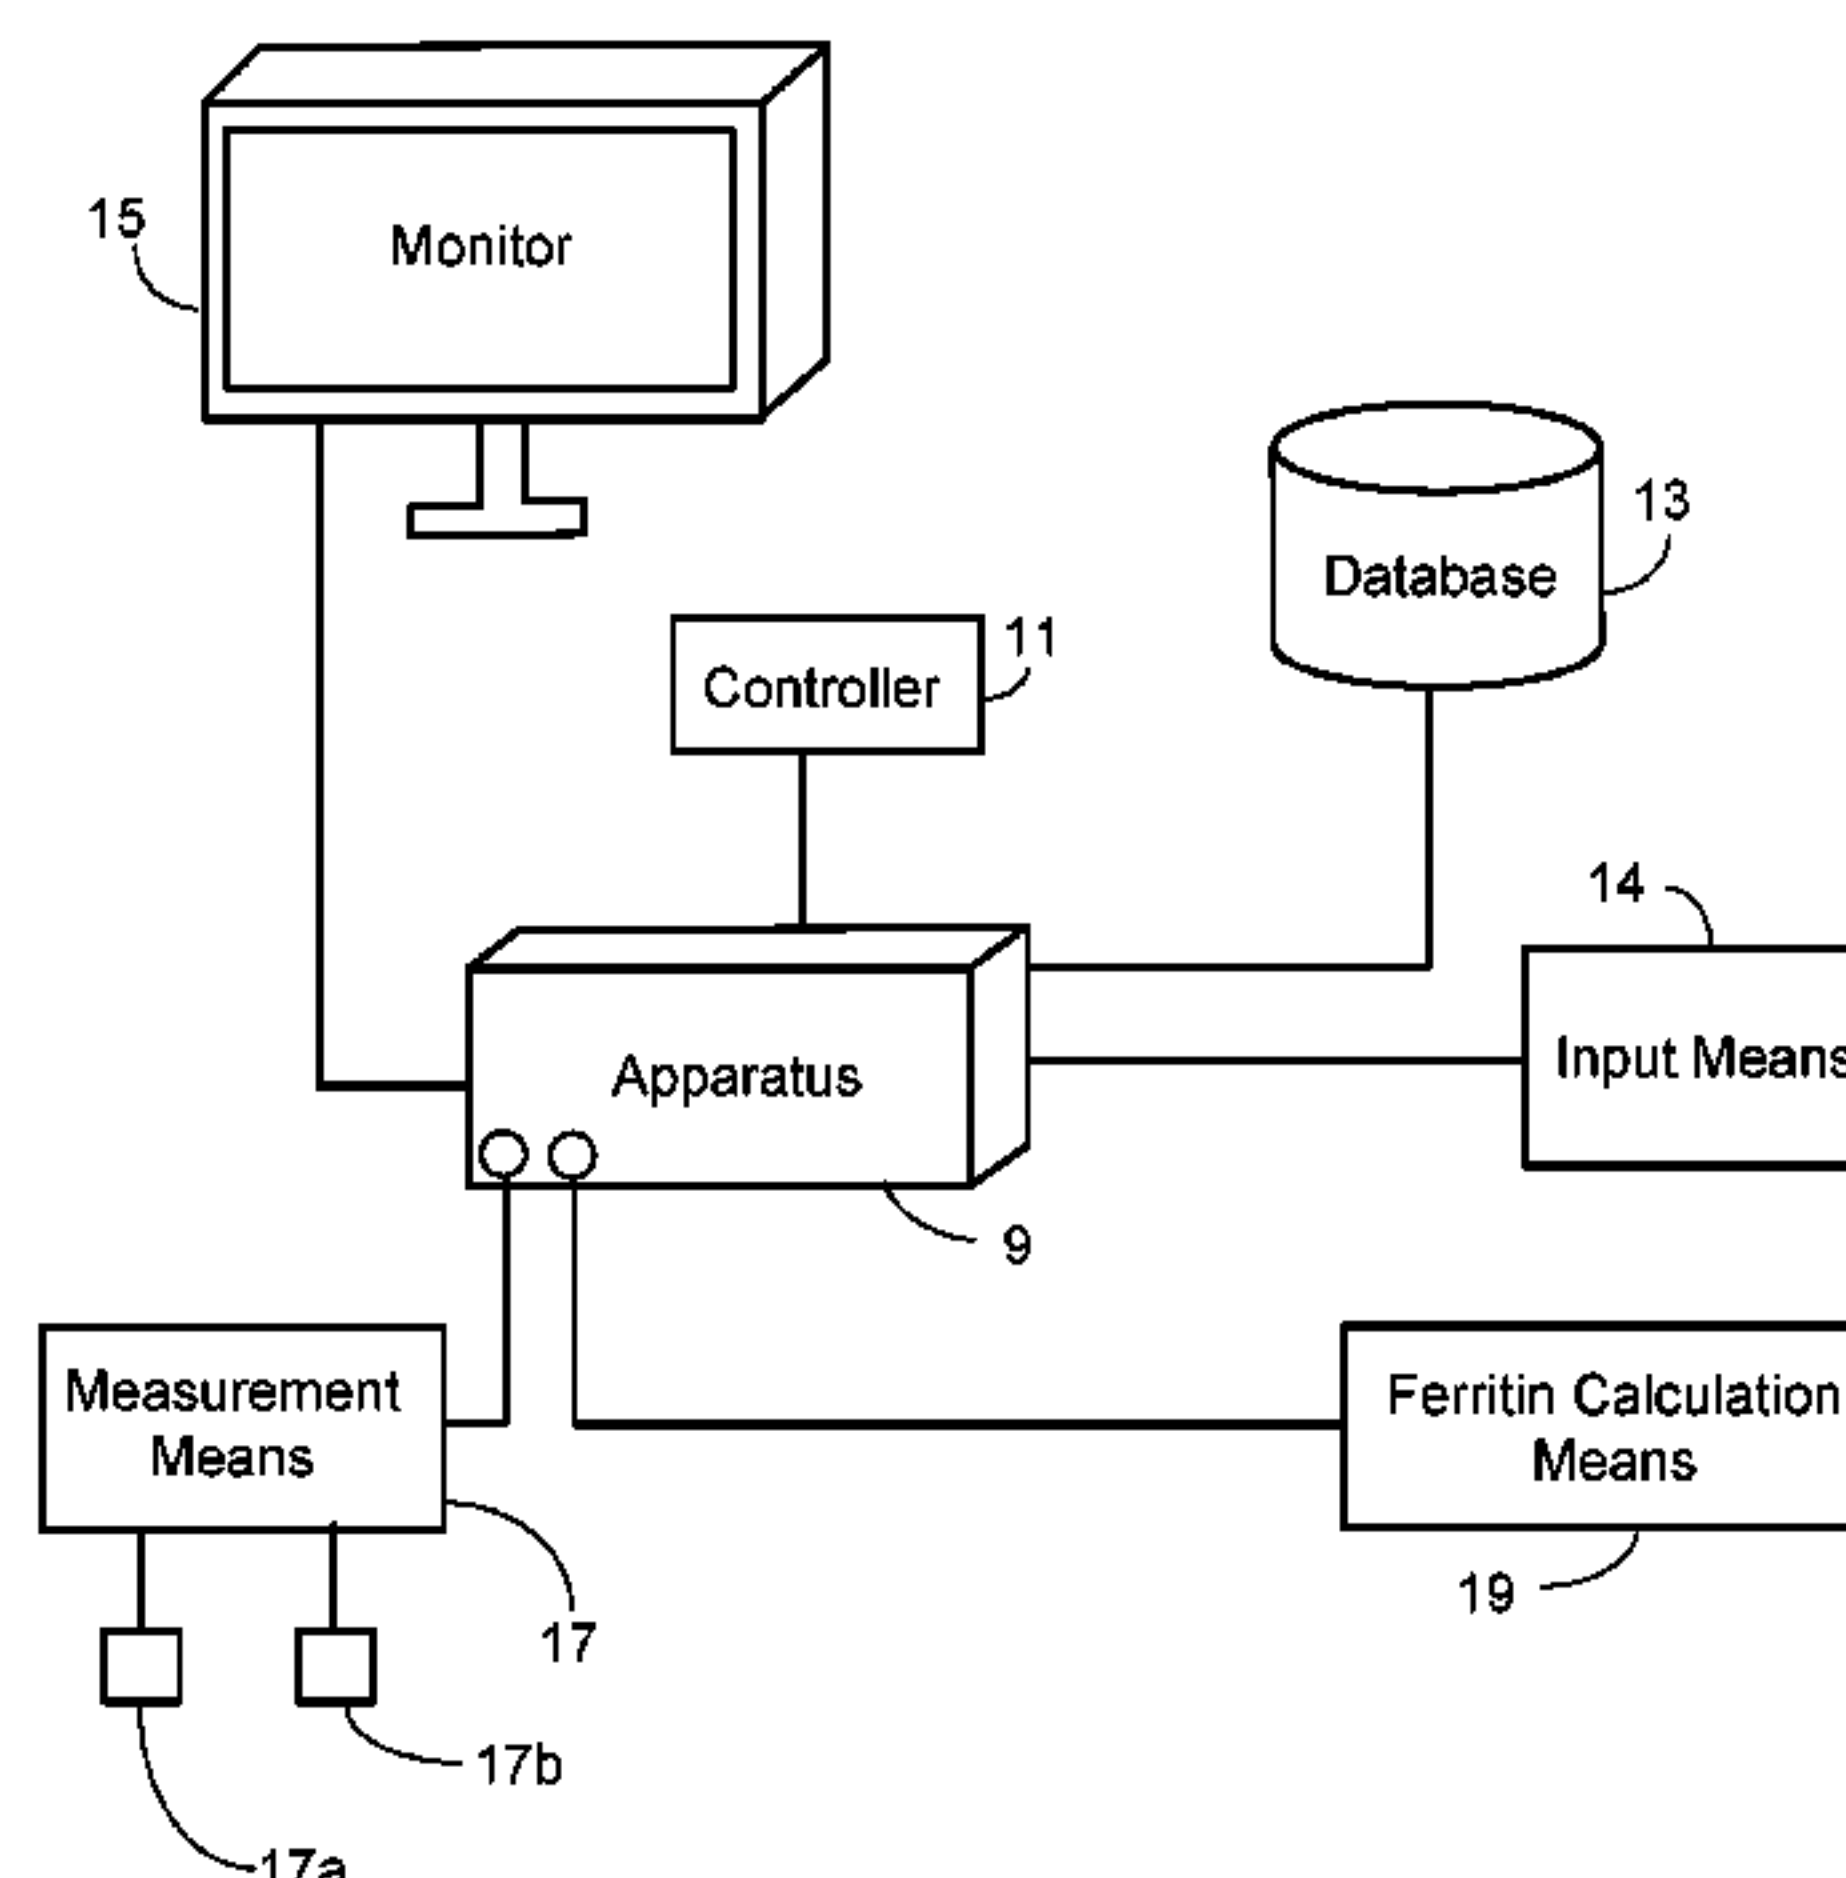 15
Monitor
13
Database
11
Controller
14
Input Means
Apparatus
9
Measurement
Means
Ferritin Calculation
Means
17
19
17b
17a